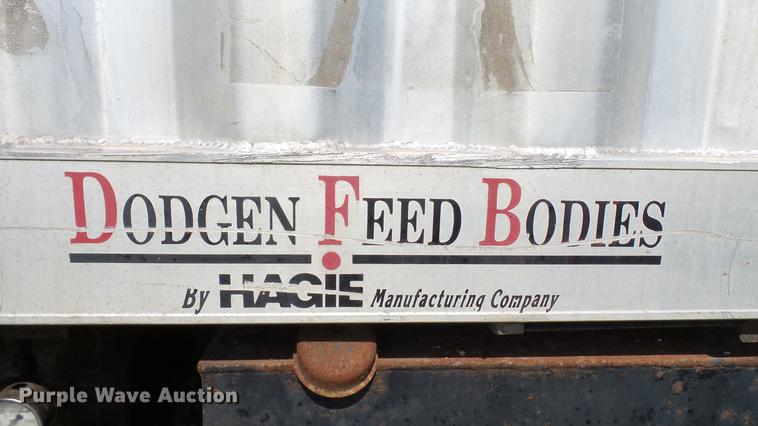 DODGEN FEED BODIES
By HAGIE Manufacturing Company
Purple Wave Auction